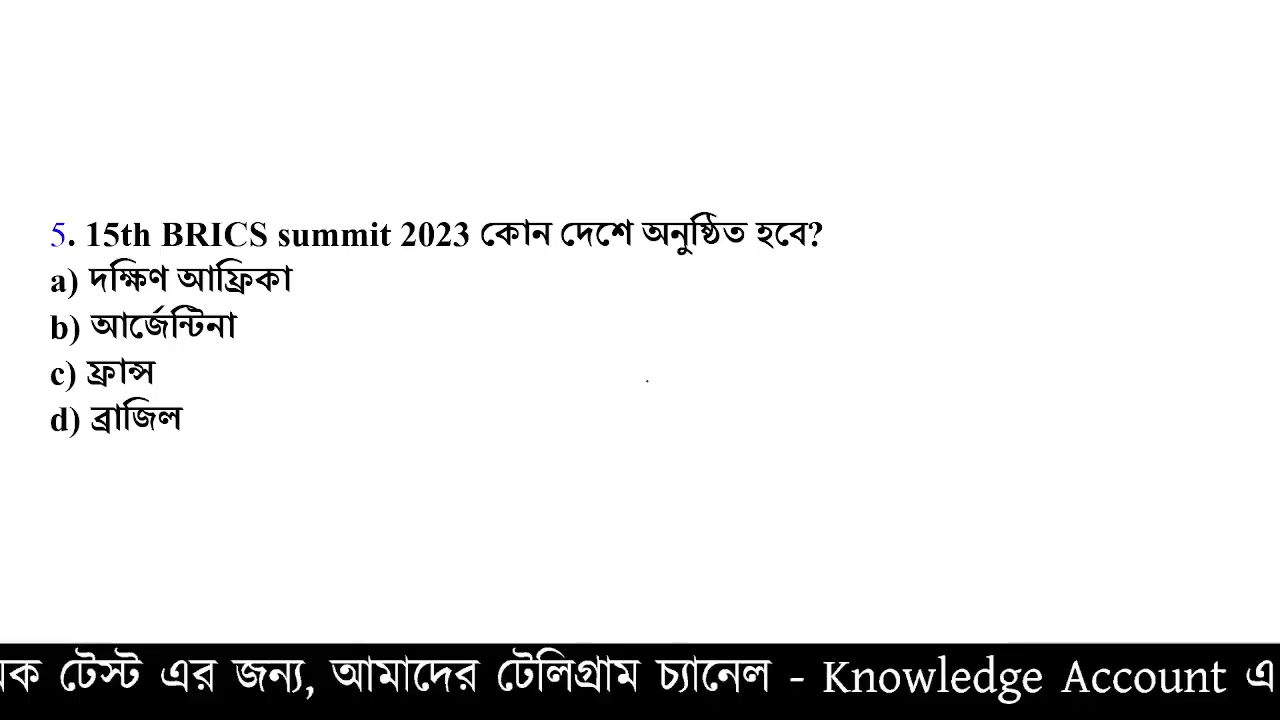 5. 15th BRICS summit 2023 কোন দেশে অনুষ্ঠিত হবে?
a) দক্ষিণ আফ্রিকা
b) আর্জেন্টিনা
c) ফ্রান্স
d) ব্রাজিল
টেস্ট এর জন্য, আমাদের টেলিগ্রাম চ্যানেল - Knowledge Account এ